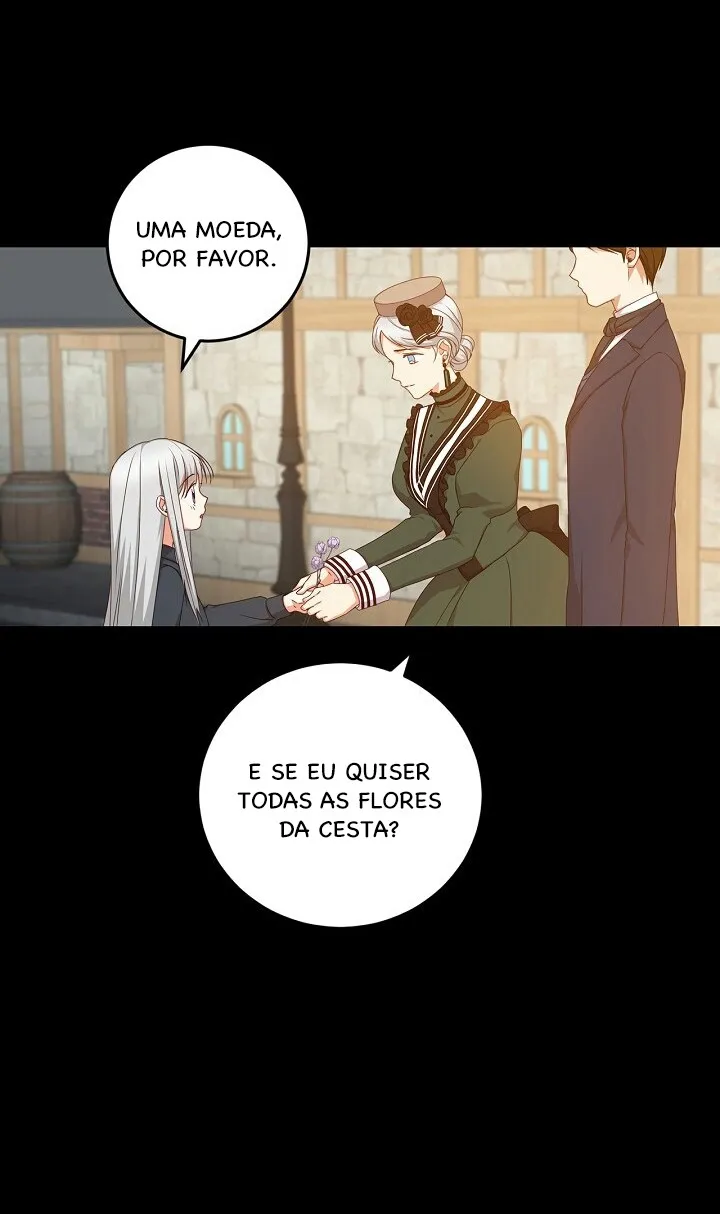 UMA MOEDA,
POR FAVOR.
E SE EU QUISER
TODAS AS FLORES
DA CESTA?